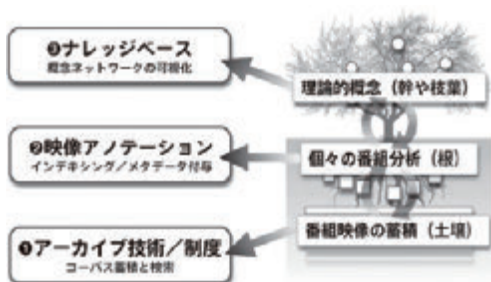 ❸ナレッジベース
概念ネットワークの可視化
理論的概念（幹や枝葉）
❷映像アノテーション
インデキシング／メタデータ付与
個々の番組分析（根）
❶アーカイブ技術／制度
コーパス蓄積と検索
番組映像の蓄積（土壌）